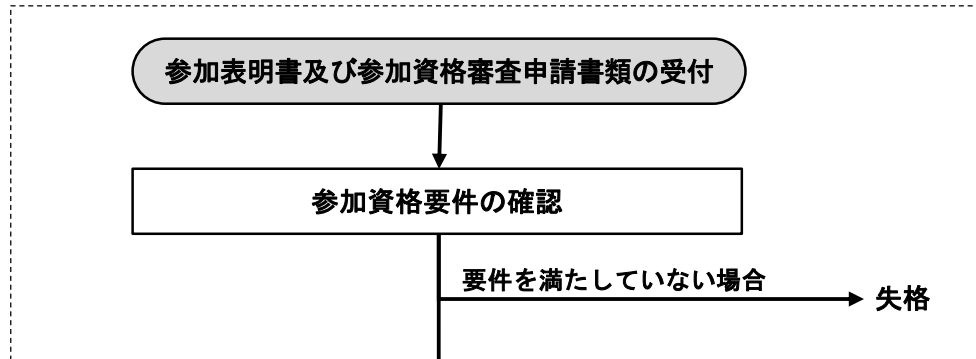 参加表明書及び参加資格審査申請書類の受付
参加資格要件の確認
要件を満たしていない場合
失格